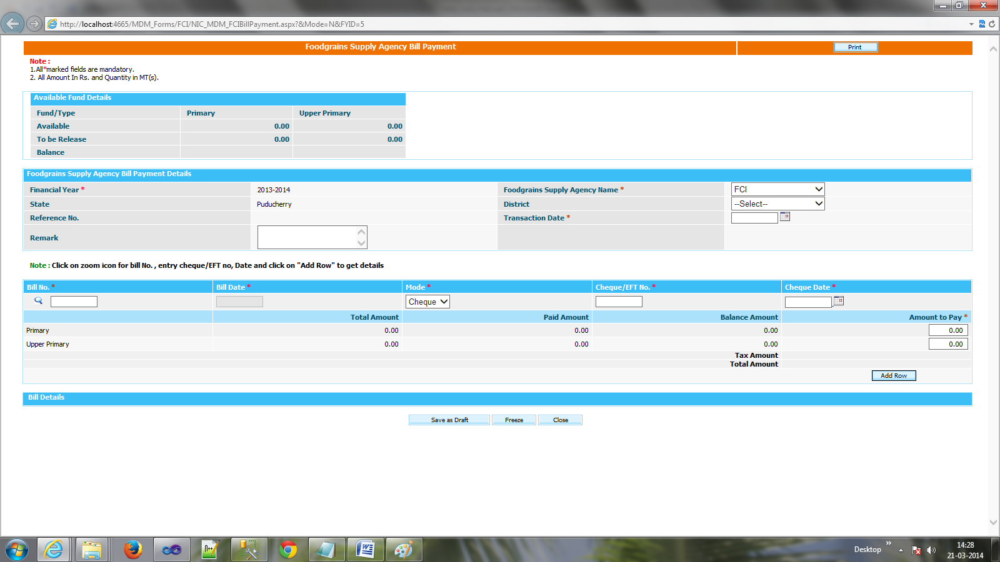 http://localhost:4665/MDM_Forms/FCI/NIC_MDM_FCIBillPayment.aspx?&Mode=N&FYID=5
Foodgrains Supply Agency Bill Payment Print
Note :
1.All*marked fields are mandatory.
2. All Amount In Rs. and Quantity in MT(s).
Available Fund Details
Fund/Type Primary Upper Primary
Available 0.00 0.00
To be Release 0.00 0.00
Balance
Foodgrains Supply Agency Bill Payment Details
Financial Year * 2013-2014 Foodgrains Supply Agency Name * FCI
State Puducherry District --Select--
Reference No. Transaction Date *
Remark
Note : Click on zoom icon for bill No. , entry cheque/EFT no, Date and click on "Add Row" to get details
Bill No. * Bill Date * Mode * Cheque/EFT No. * Cheque Date *
Cheque
Total Amount Paid Amount Balance Amount Amount to Pay *
Primary 0.00 0.00 0.00 0.00
Upper Primary 0.00 0.00 0.00 0.00
Tax Amount
Total Amount
Add Row
Bill Details
Save as Draft Freeze Close
Desktop 14:28
21-03-2014